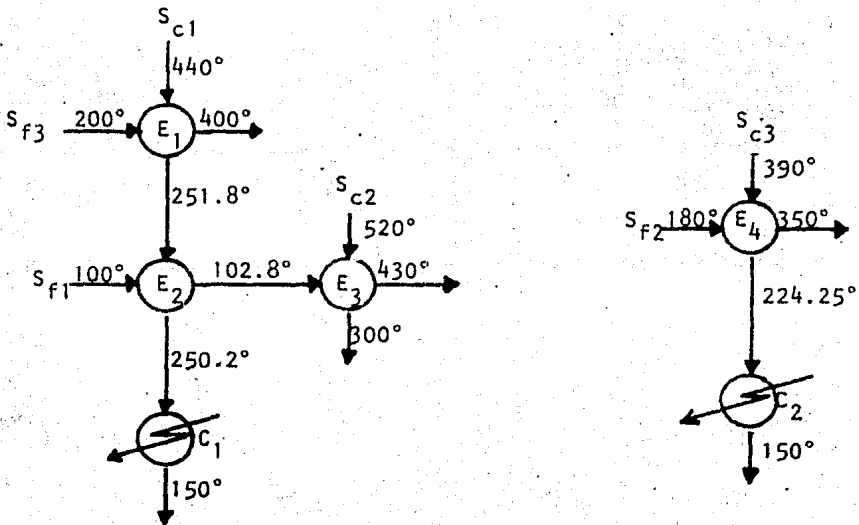 S_c1
440°
S_f3 200° E_1 400°
251.8°
S_c2
520°
S_f1 100° E_2 102.8° E_3 430°
300°
250.2°
C_1
150°
S_c3
390°
S_f2 180° E_4 350°
224.25°
C_2
150°